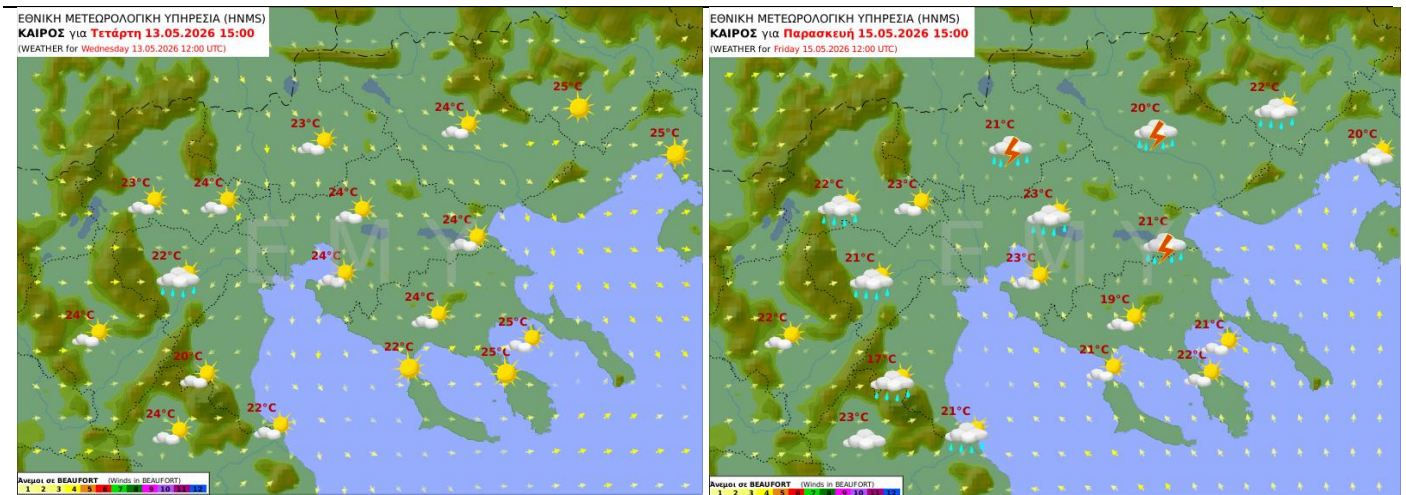 ΕΘΝΙΚΗ ΜΕΤΕΩΡΟΛΟΓΙΚΗ ΥΠΗΡΕΣΙΑ (HNMS)
ΚΑΙΡΟΣ για Τετάρτη 13.05.2026 15:00
(WEATHER for Wednesday 13.05.2026 12:00 UTC)
25°C
24°C
23°C
25°C
23°C
24°C
24°C
24°C
22°C
24°C
24°C
24°C
25°C
20°C
22°C
25°C
24°C
22°C
EMY
Άνεμοι σε BEAUFORT (Winds in BEAUFORT)
1 2 3 4 5 6 7 8 9 10 11 12
ΕΘΝΙΚΗ ΜΕΤΕΩΡΟΛΟΓΙΚΗ ΥΠΗΡΕΣΙΑ (HNMS)
ΚΑΙΡΟΣ για Παρασκευή 15.05.2026 15:00
(WEATHER for Friday 15.05.2026 12:00 UTC)
22°C
20°C
21°C
20°C
22°C
23°C
23°C
21°C
21°C
23°C
19°C
22°C
21°C
17°C
21°C
22°C
23°C
21°C
EMY
Άνεμοι σε BEAUFORT (Winds in BEAUFORT)
1 2 3 4 5 6 7 8 9 10 11 12